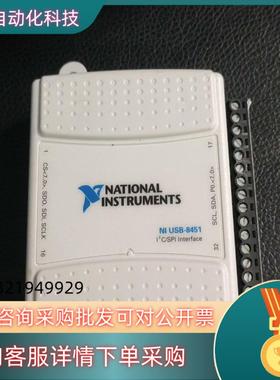 自动化科技
1
17
CS<7..0>, SDO, SDI, SCLK
SCL, SDA, P0.<7..0>
NATIONAL
INSTRUMENTS
NI USB-8451
I²C/SPI Interface
16
32
21949929
咨询采购批发可对公开票
客服详情下单采购